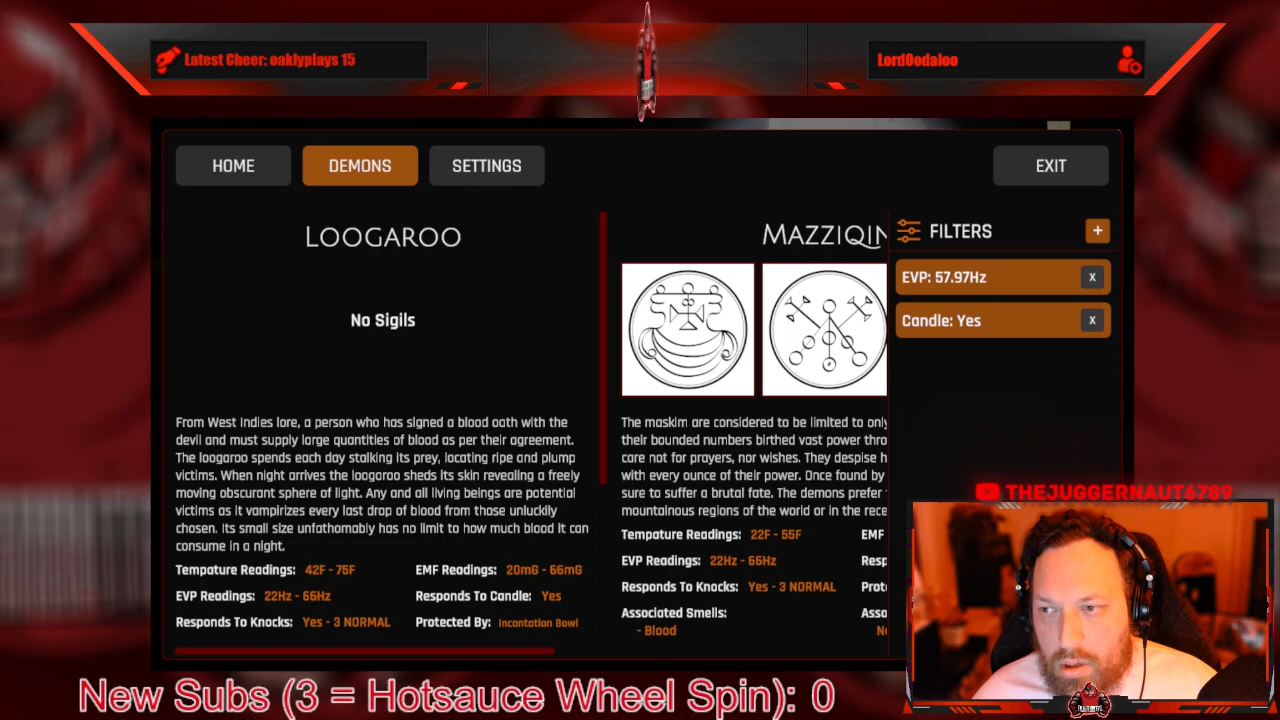 Latest Cheer: oaklyplays 15
LordOodaloo
HOME
DEMONS
SETTINGS
EXIT
LOOGAROO
No Sigils
From West Indies lore, a person who has signed a blood oath with the
devil and must supply large quantities of blood as per their agreement.
The loogaroo spends each day stalking its prey, locating ripe and plump
victims. When night arrives the loogaroo sheds its skin revealing a freely
moving obscurant sphere of light. Any and all living beings are potential
victims as it vampirizes every last drop of blood from those unluckily
chosen. Its small size unfathomably has no limit to how much blood it can
consume in a night.
Tempature Readings: 42F - 75F
EMF Readings: 20mG - 66mG
EVP Readings: 22Hz - 66Hz
Responds To Candle: Yes
Responds To Knocks: Yes - 3 NORMAL
Protected By: Incantation Bowl
MAZZIQIN
The maskim are considered to be limited to only
their bounded numbers birthed vast power thro
care not for prayers, nor wishes. They despise h
with every ounce of their power. Once found by
sure to suffer a brutal fate. The demons prefer
mountainous regions of the world or in the rece
Tempature Readings: 22F - 55F
EMF
EVP Readings: 22Hz - 66Hz
Resp
Responds To Knocks: Yes - 3 NORMAL
Prote
Associated Smells:
Asso
- Blood
FILTERS
+
EVP: 57.97Hz
x
Candle: Yes
x
THEJUGGERNAUT6789
New Subs (3 = Hotsauce Wheel Spin): 0